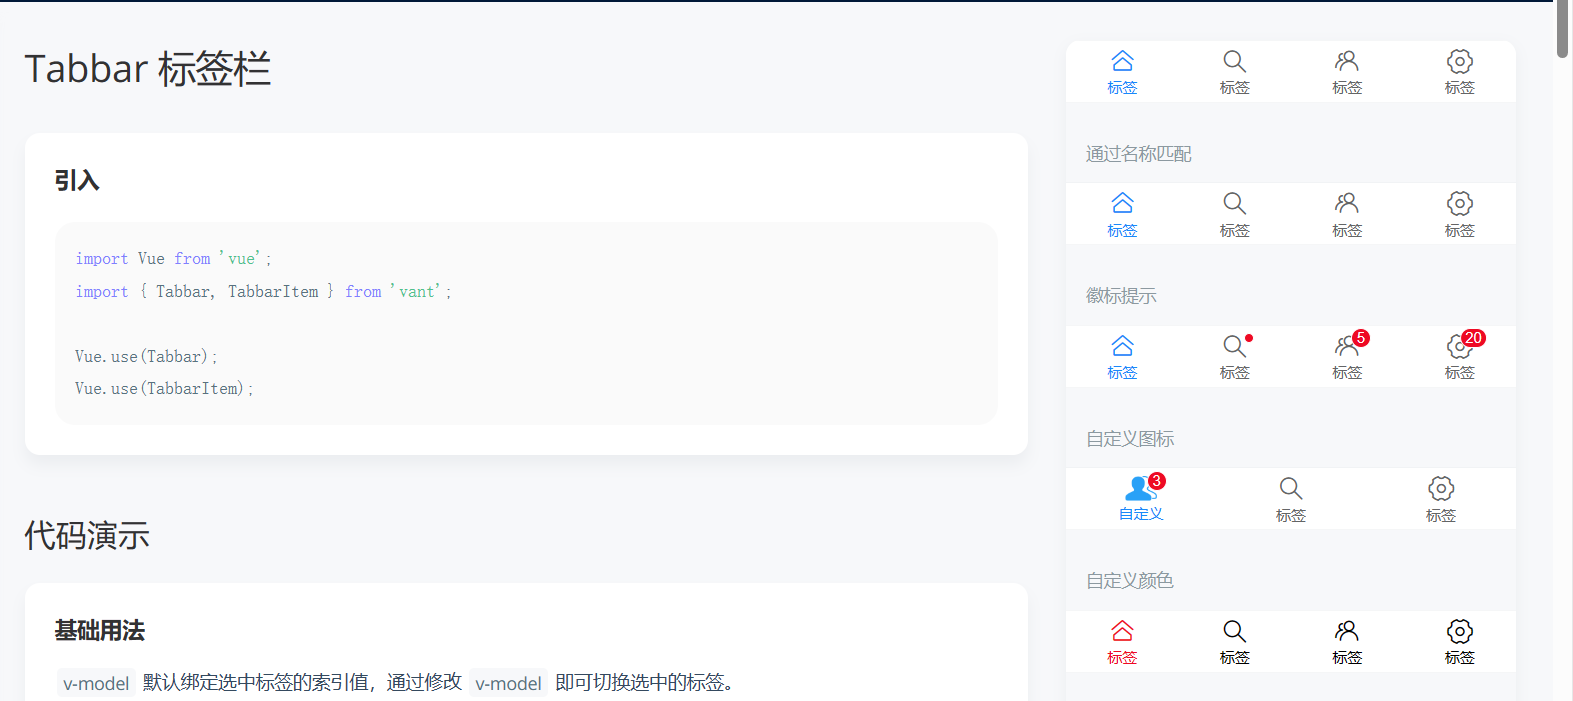 Tabbar 标签栏
引入
import Vue from 'vue';
import { Tabbar, TabbarItem } from 'vant';
Vue.use(Tabbar);
Vue.use(TabbarItem);
代码演示
基础用法
v-model 默认绑定选中标签的索引值，通过修改 v-model 即可切换选中的标签。
标签 标签 标签 标签
通过名称匹配
标签 标签 标签 标签
徽标提示
5 20
标签 标签 标签 标签
自定义图标
3
自定义 标签 标签
自定义颜色
标签 标签 标签 标签